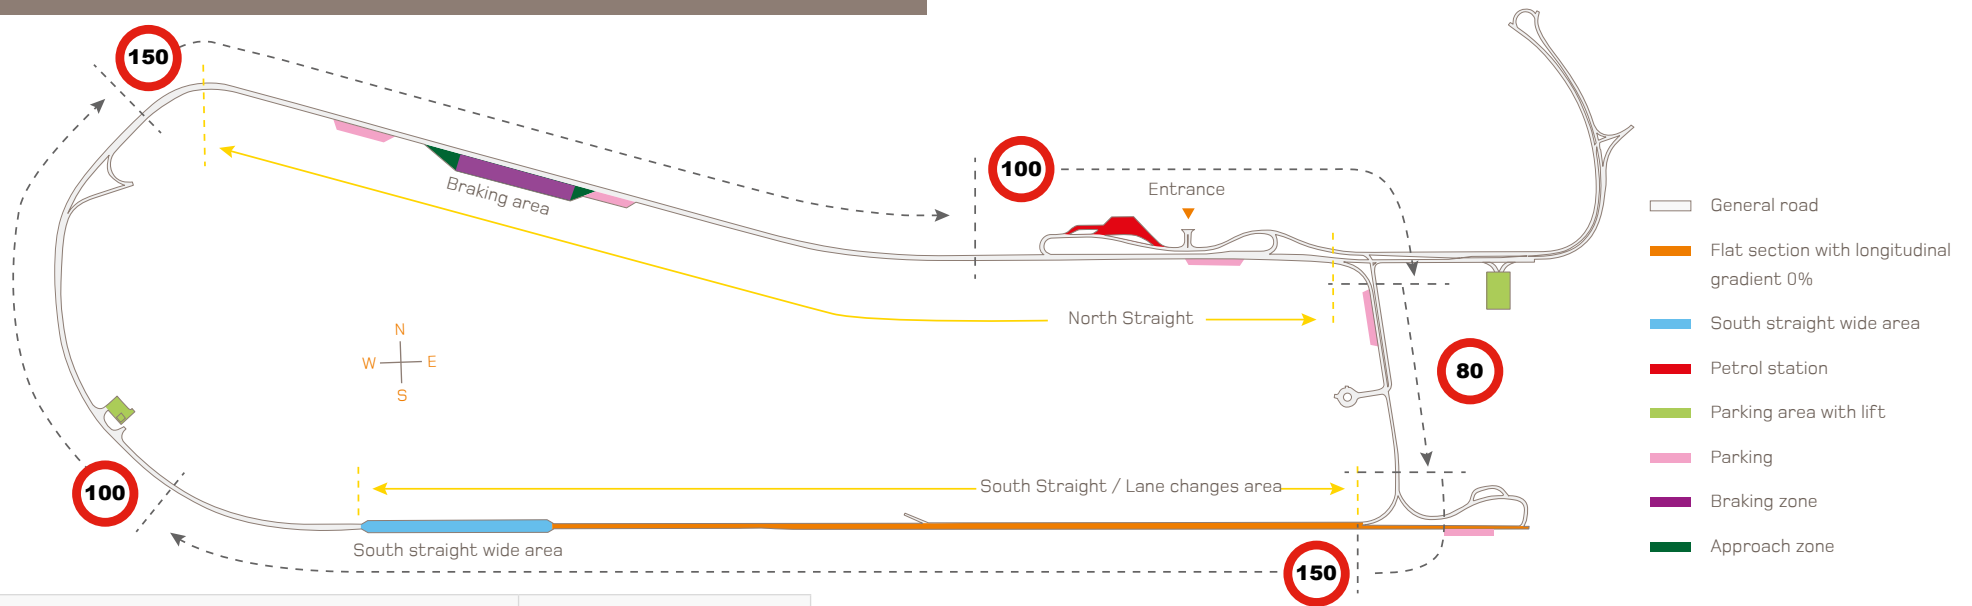 150
100
Entrance
Braking area
General road
Flat section with longitudinal
gradient 0%
South straight wide area
Petrol station
Parking area with lift
Parking
Braking zone
Approach zone
North Straight
N
W E
S
80
100
South Straight / Lane changes area
South straight wide area
150